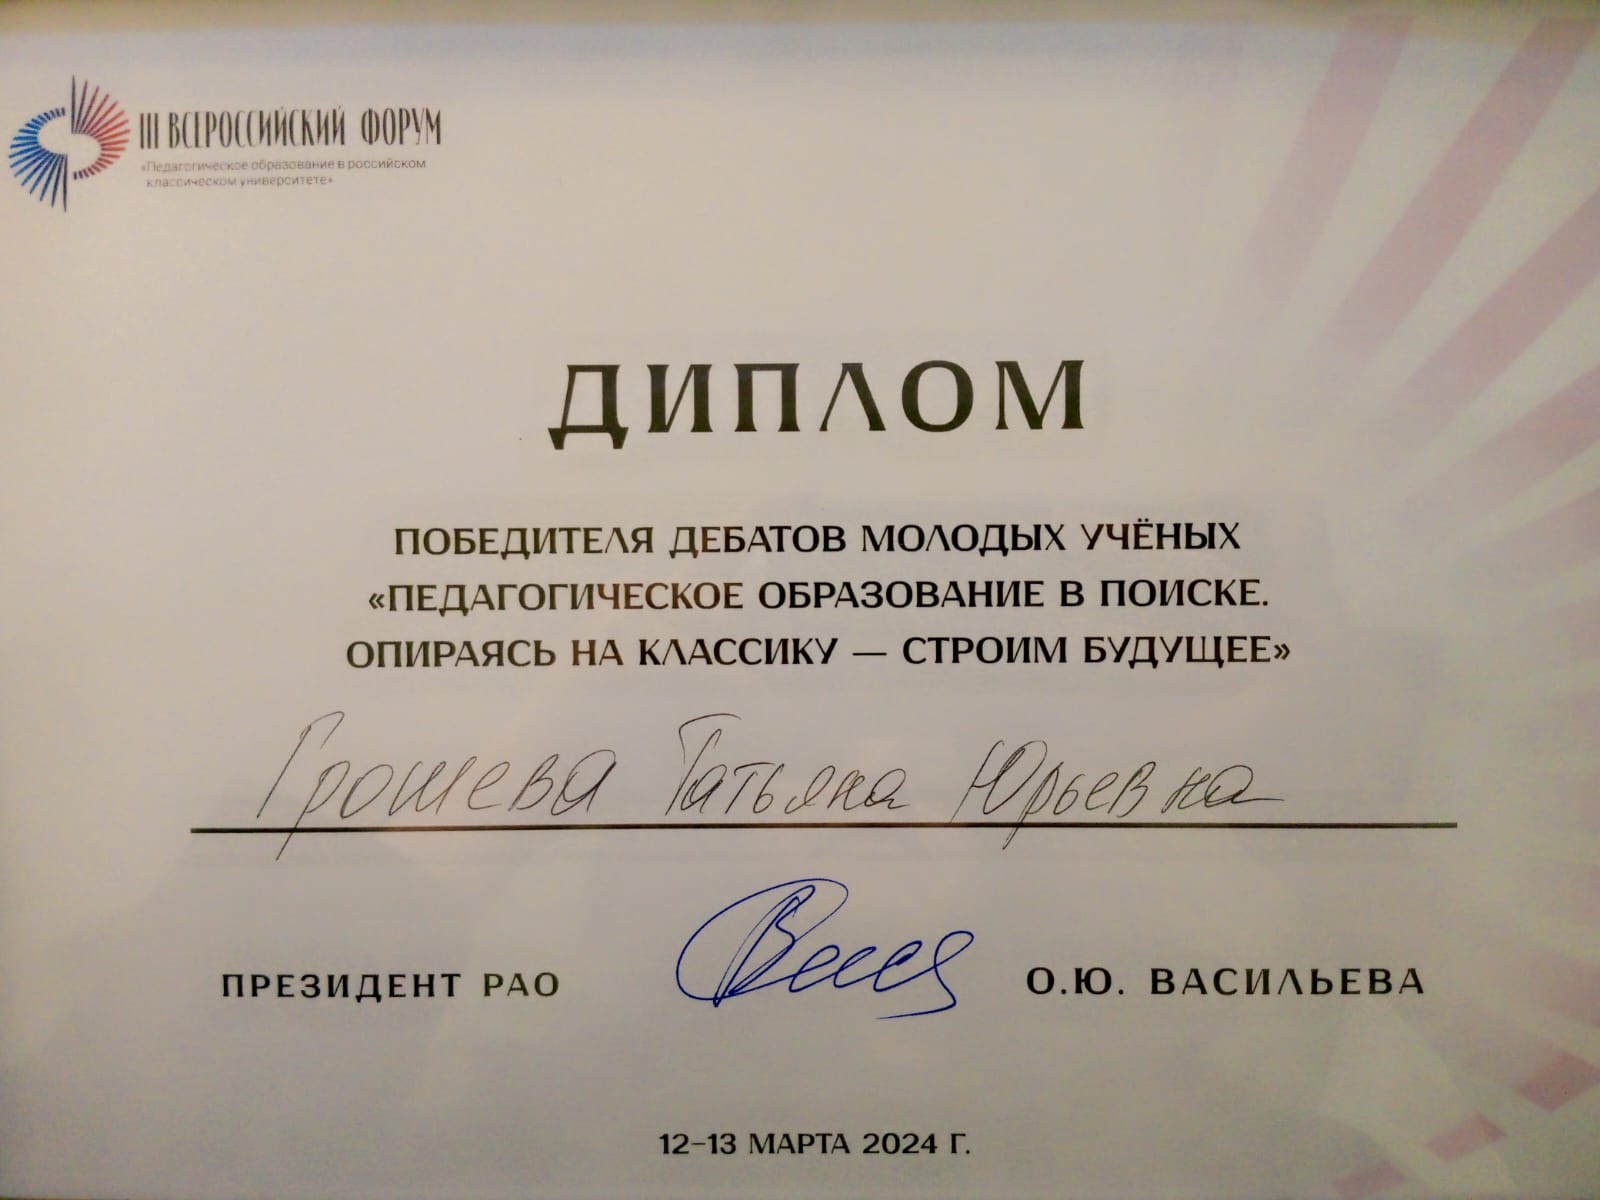 III ВСЕРОССИЙСКИЙ ФОРУМ
«Педагогическое образование в российском
классическом университете»
ДИПЛОМ
ПОБЕДИТЕЛЯ ДЕБАТОВ МОЛОДЫХ УЧЁНЫХ
«ПЕДАГОГИЧЕСКОЕ ОБРАЗОВАНИЕ В ПОИСКЕ.
ОПИРАЯСЬ НА КЛАССИКУ — СТРОИМ БУДУЩЕЕ»
Грошева Татьяна Юрьевна
ПРЕЗИДЕНТ РАО О.Ю. ВАСИЛЬЕВА
12-13 МАРТА 2024 Г.